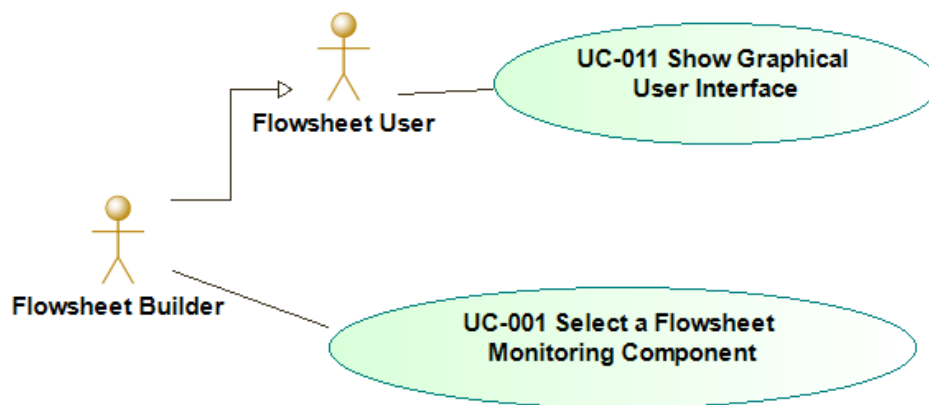 UC-011 Show Graphical
User Interface
Flowsheet User
Flowsheet Builder
UC-001 Select a Flowsheet
Monitoring Component